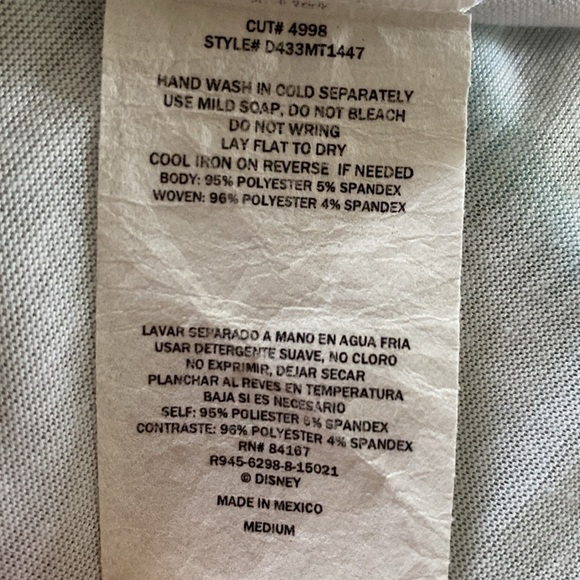 CUT# 4998
STYLE# D433MT1447
HAND WASH IN COLD SEPARATELY
USE MILD SOAP, DO NOT BLEACH
DO NOT WRING
LAY FLAT TO DRY
COOL IRON ON REVERSE IF NEEDED
BODY: 95% POLYESTER 5% SPANDEX
WOVEN: 96% POLYESTER 4% SPANDEX
LAVAR SEPARADO A MANO EN AGUA FRIA
USAR DETERGENTE SUAVE, NO CLORO
NO EXPRIMIR, DEJAR SECAR
PLANCHAR AL REVES EN TEMPERATURA
BAJA SI ES NECESARIO
SELF: 95% POLIESTER 5% SPANDEX
CONTRASTE: 96% POLYESTER 4% SPANDEX
RN# 84167
R945-6298-8-15021
© DISNEY
MADE IN MEXICO
MEDIUM